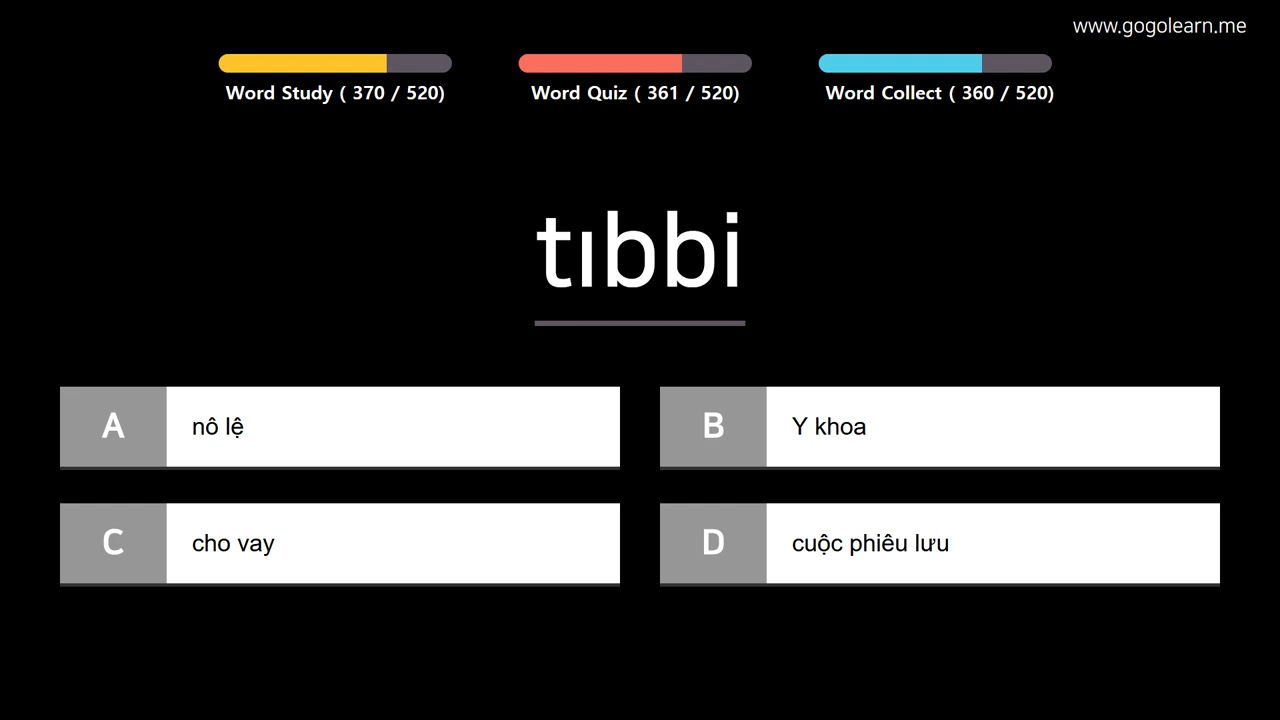 www.gogolearn.me
Word Study ( 370 / 520)
Word Quiz ( 361 / 520)
Word Collect ( 360 / 520)
tıbbi
A nô lệ
B Y khoa
C cho vay
D cuộc phiêu lưu